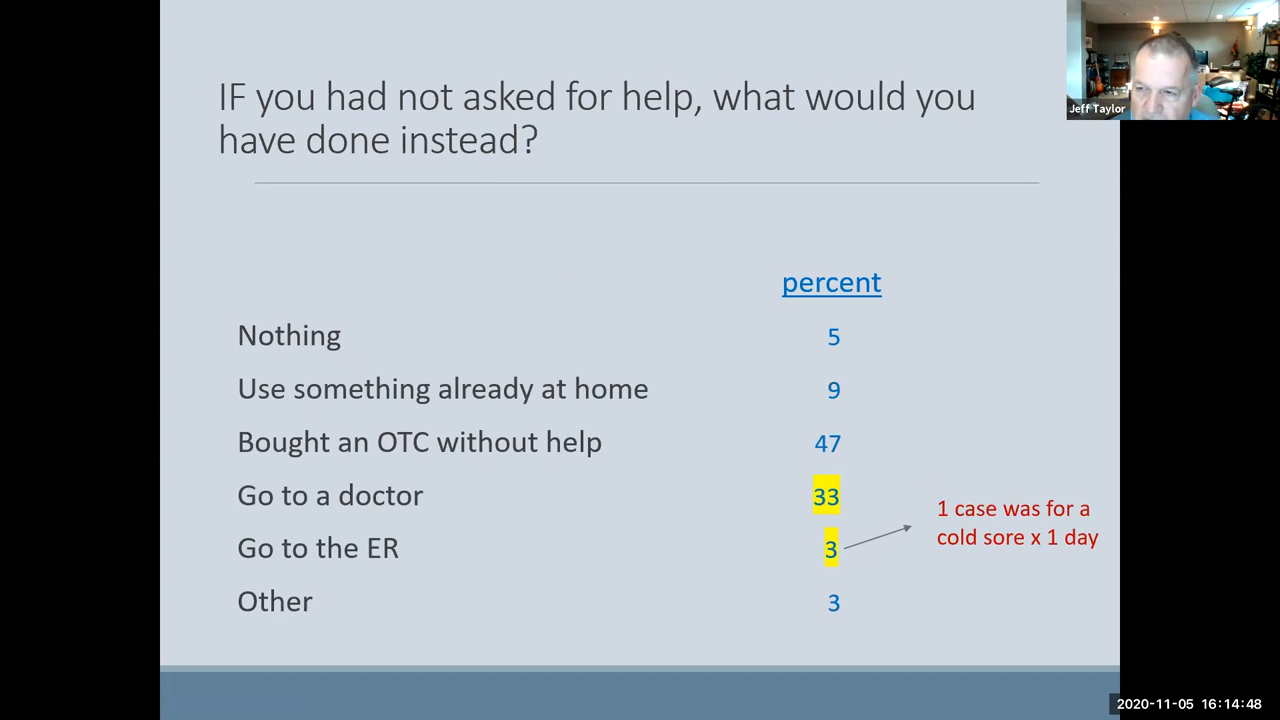 IF you had not asked for help, what would you
have done instead?
Jeff Taylor
percent
Nothing 5
Use something already at home 9
Bought an OTC without help 47
Go to a doctor 33
Go to the ER 3
1 case was for a
cold sore x 1 day
Other 3
2020-11-05 16:14:48